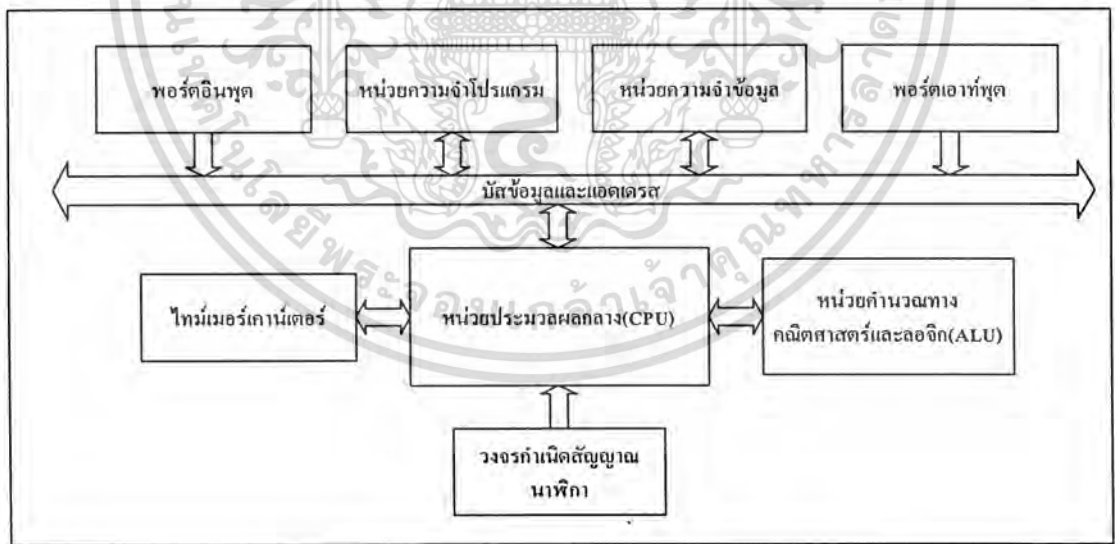 พอร์ตอินพุต
หน่วยความจำโปรแกรม
หน่วยความจำข้อมูล
พอร์ตเอาท์พุต
บัสข้อมูลและแอดเดรส
ไทม์เมอร์เคาน์เตอร์
หน่วยประมวลผลกลาง(CPU)
หน่วยคำนวณทาง
คณิตศาสตร์และลอจิก(ALU)
วงจรกำเนิดสัญญาณ
นาฬิกา